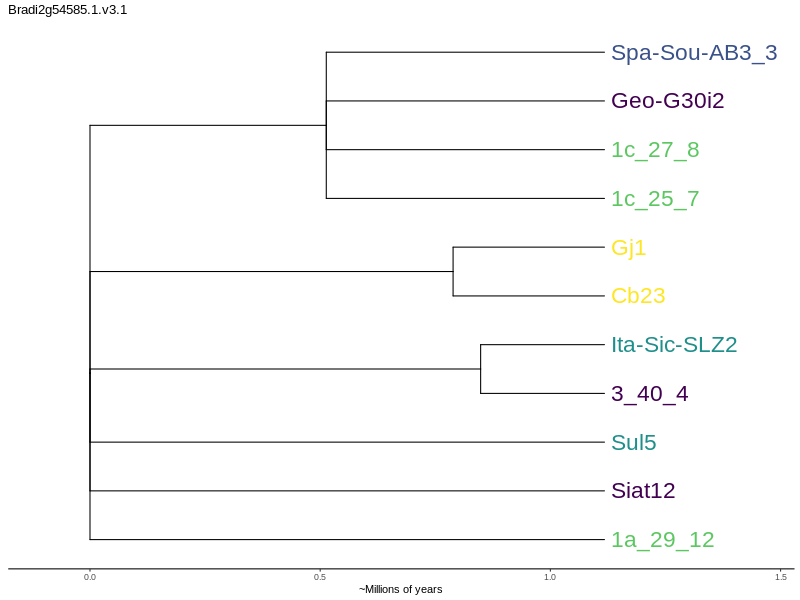 Bradi2g54585.1.v3.1
Spa-Sou-AB3_3
Geo-G30i2
1c_27_8
1c_25_7
Gj1
Cb23
Ita-Sic-SLZ2
3_40_4
Sul5
Siat12
1a_29_12
0.0 0.5 1.0 1.5
~Millions of years